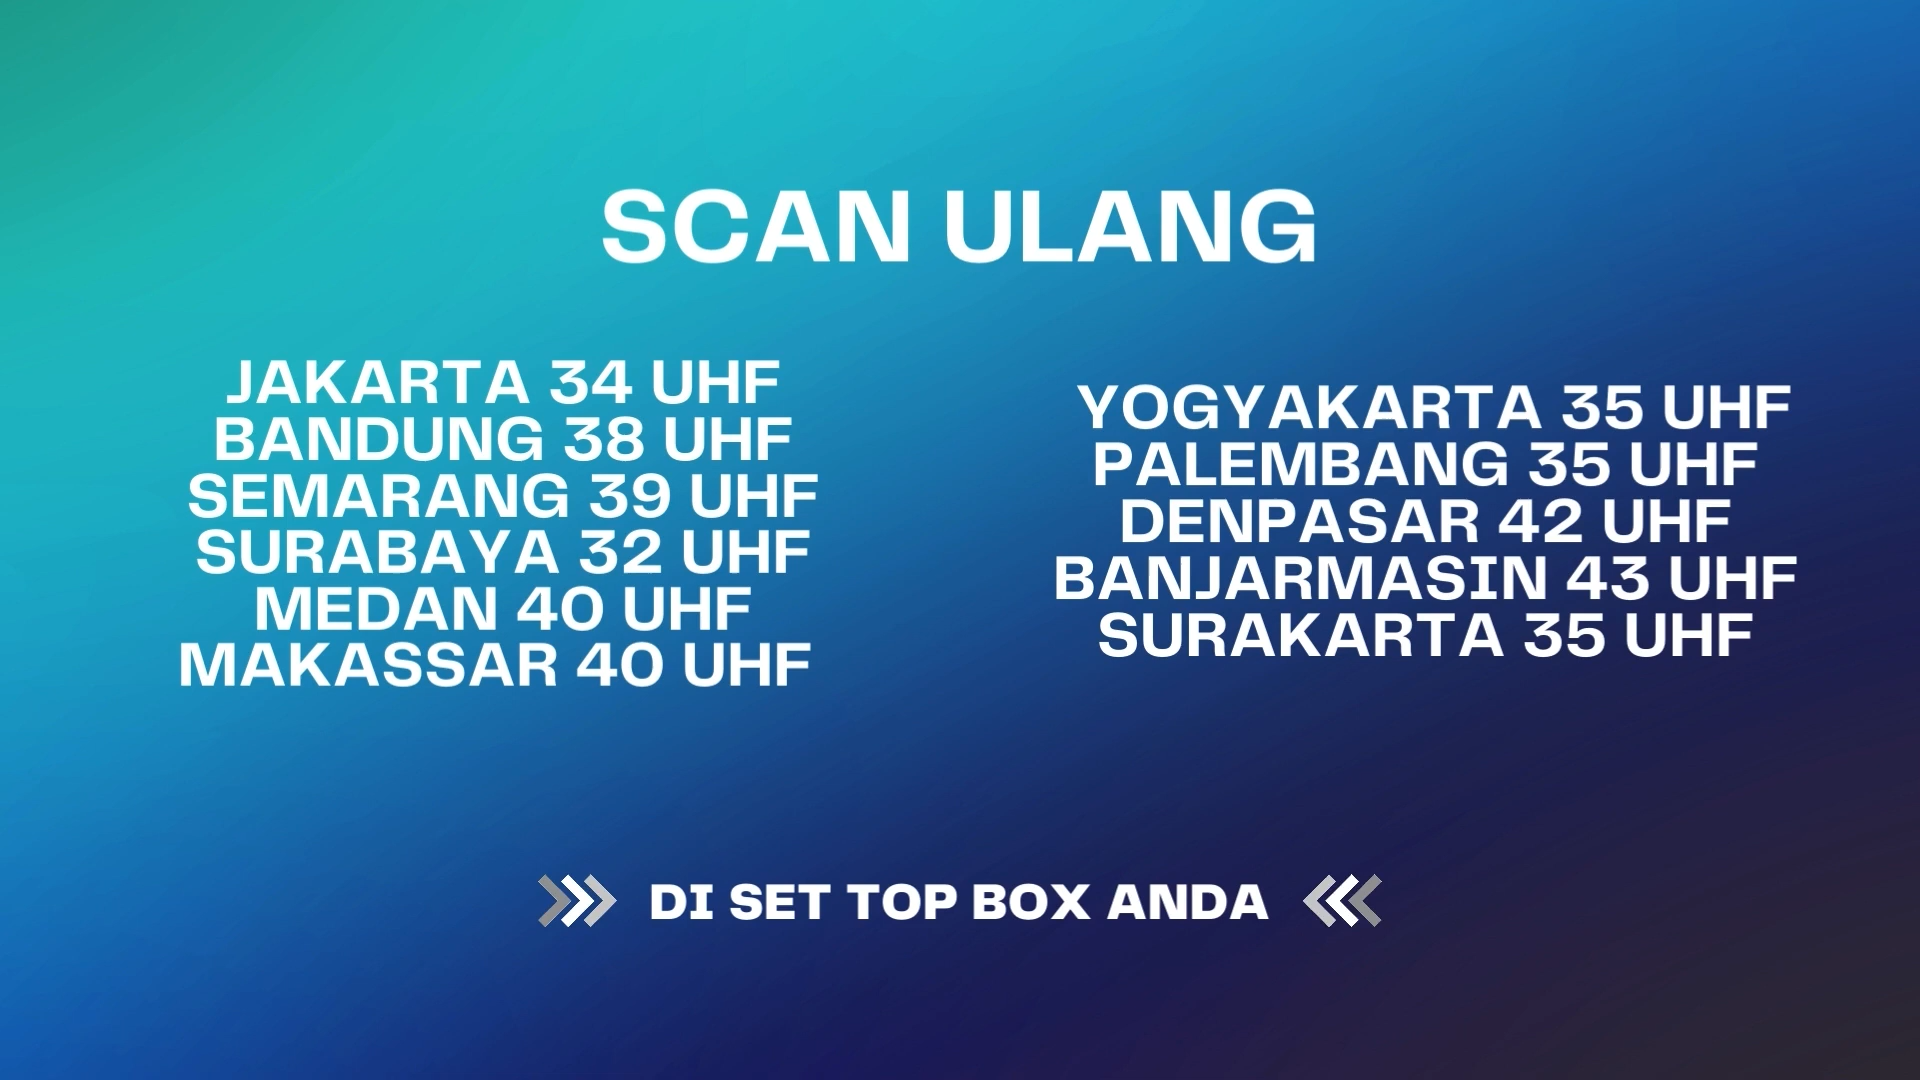 SCAN ULANG
JAKARTA 34 UHF
BANDUNG 38 UHF
SEMARANG 39 UHF
SURABAYA 32 UHF
MEDAN 40 UHF
MAKASSAR 40 UHF
YOGYAKARTA 35 UHF
PALEMBANG 35 UHF
DENPASAR 42 UHF
BANJARMASIN 43 UHF
SURAKARTA 35 UHF
DI SET TOP BOX ANDA